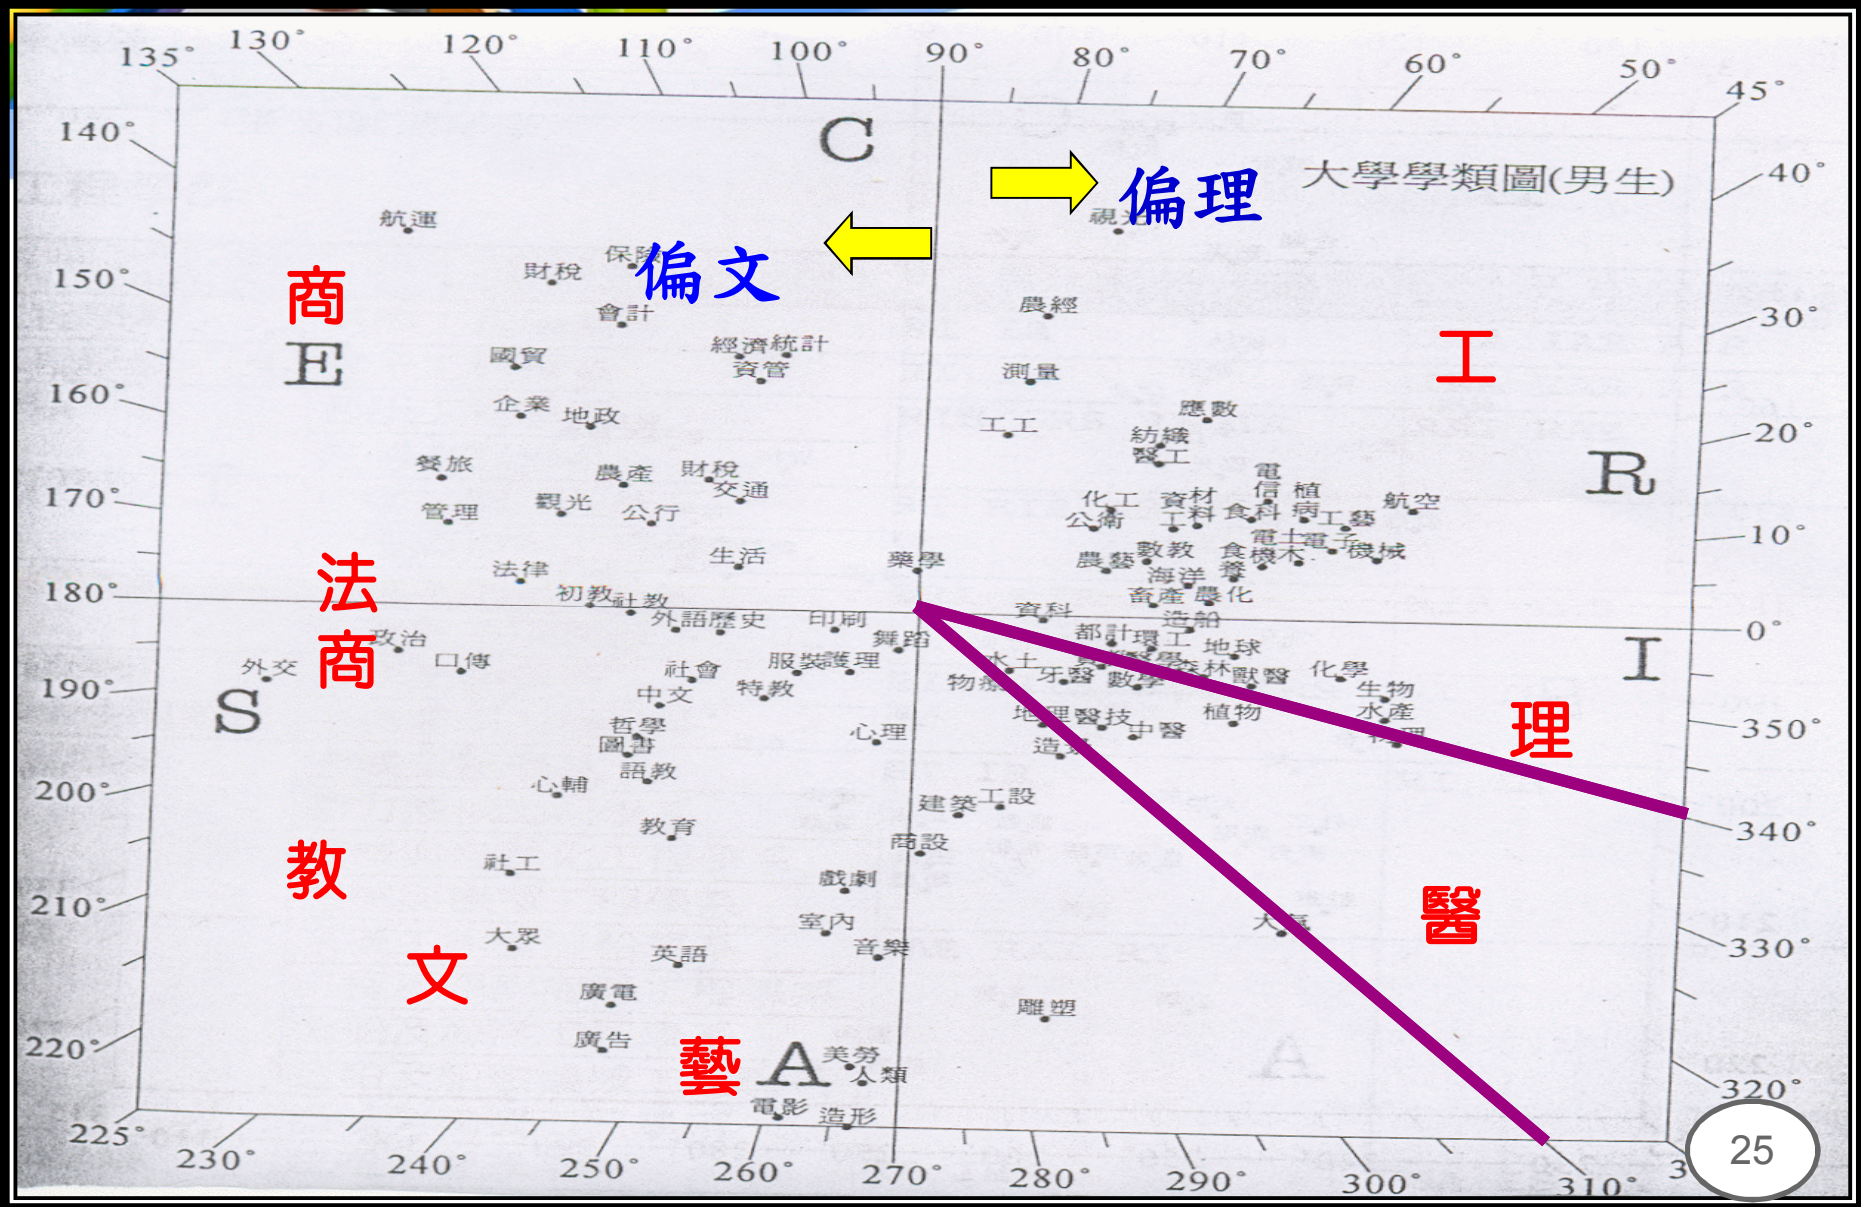 135°
130°
120°
110°
100°
90°
80°
70°
60°
50°
45°
140°
C
偏理
大學學類圖(男生)
40°
航運
視光
保險
偏文
財稅
150°
商
會計
農經
30°
經濟
統計
工
國貿
E
資管
測量
160°
企業
地政
應數
工工
紡織
20°
醫工
餐旅
農產
財稅
電信
R
170°
管理
觀光
交通
公行
化工
資工
材料
食科
植病
航空
公衛
工藝
10°
電機
土木
電子
機械
法律
生活
藥學
農藝
數教
食養
法
180°
初教
社教
海洋
畜產
農化
外語
歷史
印刷
資科
造船
0°
政治
舞蹈
都計
環工
地球
I
外交
商
口傳
社會
服裝
護理
水土
牙醫
數學
森林
獸醫
化學
190°
S
中文
特教
生物
哲學
心理
地理
醫技
中醫
植物
水產
理
350°
圖書
語教
造景
物理
200°
心輔
建築
工設
教育
商設
340°
社工
教
戲劇
醫
210°
大眾
室內
音樂
大氣
330°
文
英語
廣電
雕塑
220°
廣告
藝
A
美勞
人類
320°
電影
造形
225°
230°
240°
250°
260°
270°
280°
290°
300°
310°
25